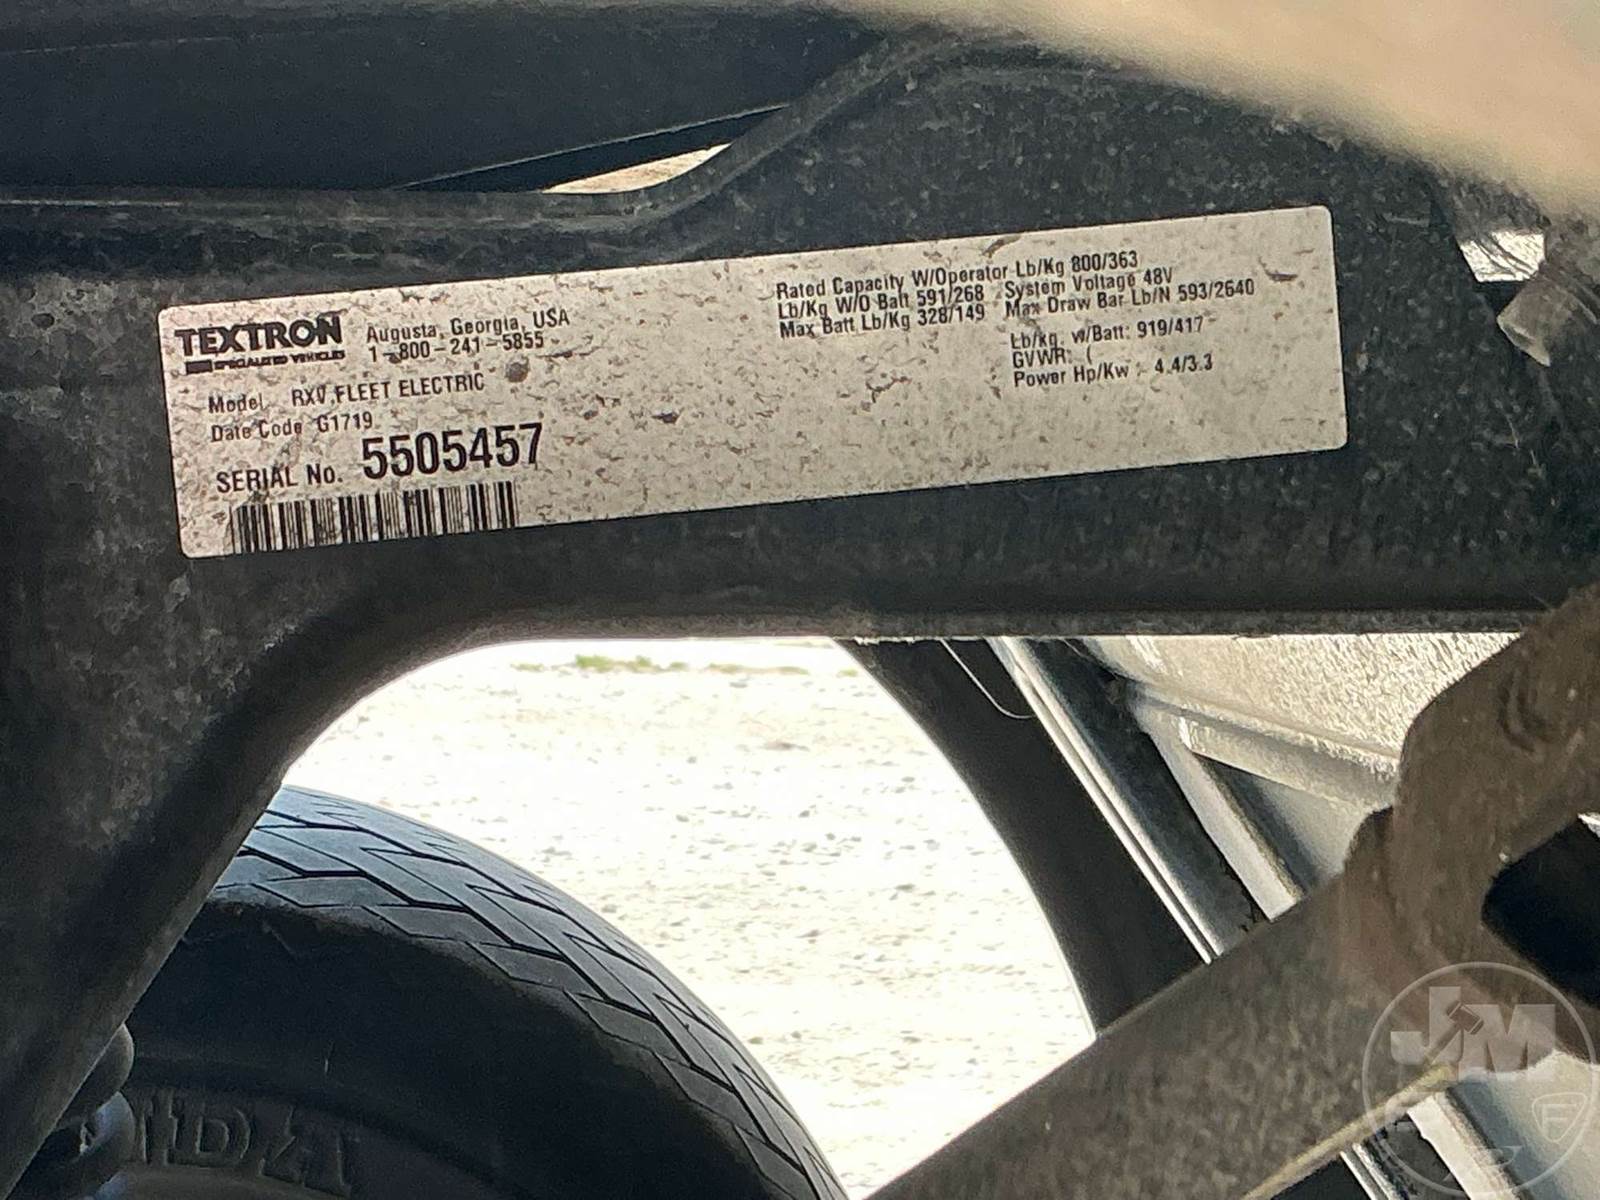 TEXTRON
SPECIALIZED VEHICLES
Augusta, Georgia, USA
1-800-241-5855
Model RXV FLEET ELECTRIC
Date Code G1719
SERIAL No. 5505457
Rated Capacity W/Operator Lb/Kg 800/363
Lb/Kg W/O Batt 591/268 System Voltage 48V
Max Batt Lb/Kg 328/149 Max Draw Bar Lb/N 593/2640
Lb/kg. w/Batt: 919/417
GVWR: (
Power Hp/Kw : 4.4/3.3
JM